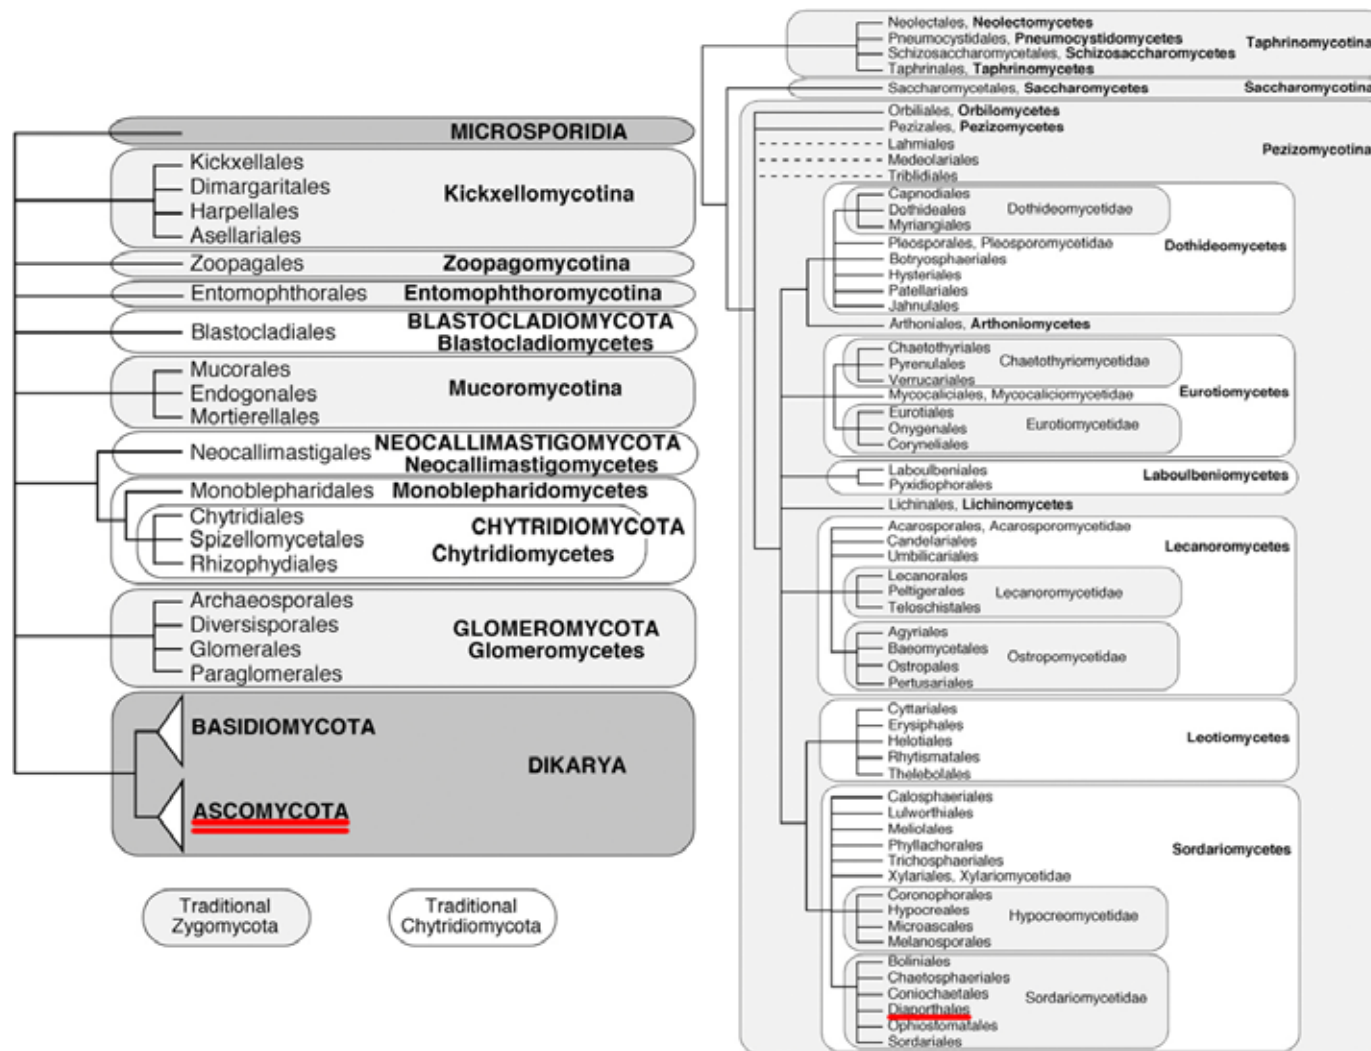 MICROSPORIDIA
Kickxellales
Dimargaritales
Harpellales
Asellariales
Kickxellomycotina
Zoopagales Zoopagomycotina
Entomophthorales Entomophthoromycotina
Blastocladiales
BLASTOCLADIOMYCOTA
Blastocladiomycetes
Mucorales
Endogonales
Mortierellales
Mucoromycotina
Neocallimastigales
NEOCALLIMASTIGOMYCOTA
Neocallimastigomycetes
Monoblepharidales Monoblepharidomycetes
Chytridiales
Spizellomycetales
Rhizophydiales
CHYTRIDIOMYCOTA
Chytridiomycetes
Archaeosporales
Diversisporales
Glomerales
Paraglomerales
GLOMEROMYCOTA
Glomeromycetes
BASIDIOMYCOTA
DIKARYA
ASCOMYCOTA
Traditional
Zygomycota
Traditional
Chytridiomycota
Neolectales, Neolectomycetes
Pneumocystidales, Pneumocystidomycetes
Schizosaccharomycetales, Schizosaccharomycetes
Taphrinales, Taphrinomycetes
Taphrinomycotina
Saccharomycetales, Saccharomycetes Saccharomycotina
Orbiliales, Orbilomycetes
Pezizales, Pezizomycetes
Lahmiales
Medeolariales
Triblidiales
Pezizomycotina
Capnodiales
Dothideales
Myriangiales
Dothideomycetidae
Pleosporales, Pleosporomycetidae
Botryosphaeriales
Hysteriales
Patellariales
Jahnulales
Dothideomycetes
Arthoniales, Arthoniomycetes
Chaetothyriales
Pyrenulales
Verrucariales
Chaetothyriomycetidae
Mycocaliciales, Mycocaliciomycetidae
Eurotiales
Onygenales
Coryneliales
Eurotiomycetidae
Eurotiomycetes
Laboulbeniales
Pyxidiophorales
Laboulbeniomycetes
Lichinales, Lichinomycetes
Acarosporales, Acarosporomycetidae
Candelariales
Umbilicariales
Lecanoromycetes
Lecanorales
Peltigerales
Teloschistales
Lecanoromycetidae
Agyriales
Baeomycetales
Ostropales
Pertusariales
Ostropomycetidae
Cyttariales
Erysiphales
Helotiales
Rhytismatales
Thelebolales
Leotiomycetes
Calosphaeriales
Lulworthiales
Meliolales
Phyllachorales
Trichosphaeriales
Xylariales, Xylariomycetidae
Sordariomycetes
Coronophorales
Hypocreales
Microascales
Melanosporales
Hypocreomycetidae
Boliniales
Chaetosphaeriales
Coniochaetales
Diaporthales
Ophiostomatales
Sordariales
Sordariomycetidae